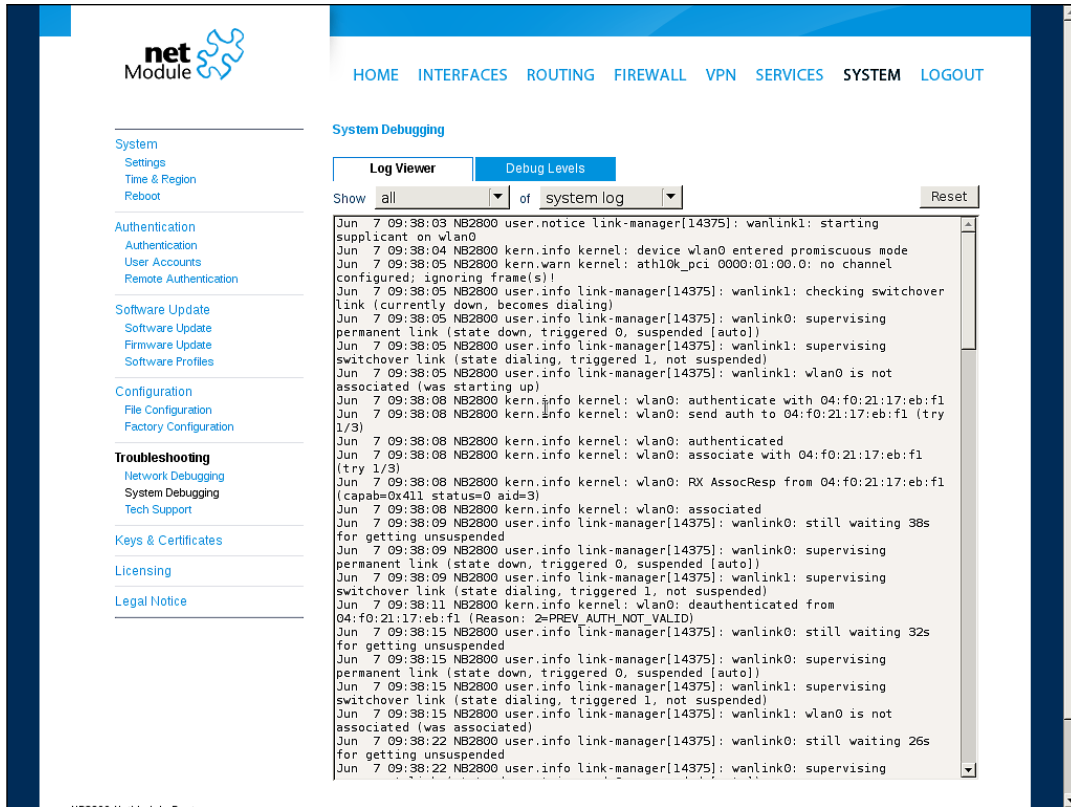 net
Module
HOME INTERFACES ROUTING FIREWALL VPN SERVICES SYSTEM LOGOUT
System
Settings
Time & Region
Reboot
Authentication
Authentication
User Accounts
Remote Authentication
Software Update
Software Update
Firmware Update
Software Profiles
Configuration
File Configuration
Factory Configuration
Troubleshooting
Network Debugging
System Debugging
Tech Support
Keys & Certificates
Licensing
Legal Notice
System Debugging
Log Viewer Debug Levels
Show all of system log Reset
Jun 7 09:38:03 NB2800 user.notice link-manager[14375]: wanlink1: starting
supplicant on wlan0
Jun 7 09:38:04 NB2800 kern.info kernel: device wlan0 entered promiscuous mode
Jun 7 09:38:05 NB2800 kern.warn kernel: ath10k_pci 0000:01:00.0: no channel
configured; ignoring frame(s)!
Jun 7 09:38:05 NB2800 user.info link-manager[14375]: wanlink1: checking switchover
link (currently down, becomes dialing)
Jun 7 09:38:05 NB2800 user.info link-manager[14375]: wanlink0: supervising
permanent link (state down, triggered 0, suspended [auto])
Jun 7 09:38:05 NB2800 user.info link-manager[14375]: wanlink1: supervising
switchover link (state dialing, triggered 1, not suspended)
Jun 7 09:38:05 NB2800 user.info link-manager[14375]: wanlink1: wlan0 is not
associated (was starting up)
Jun 7 09:38:08 NB2800 kern.info kernel: wlan0: authenticate with 04:f0:21:17:eb:f1
Jun 7 09:38:08 NB2800 kern.info kernel: wlan0: send auth to 04:f0:21:17:eb:f1 (try
1/3)
Jun 7 09:38:08 NB2800 kern.info kernel: wlan0: authenticated
Jun 7 09:38:08 NB2800 kern.info kernel: wlan0: associate with 04:f0:21:17:eb:f1
(try 1/3)
Jun 7 09:38:08 NB2800 kern.info kernel: wlan0: RX AssocResp from 04:f0:21:17:eb:f1
(capab=0x411 status=0 aid=3)
Jun 7 09:38:08 NB2800 kern.info kernel: wlan0: associated
Jun 7 09:38:09 NB2800 user.info link-manager[14375]: wanlink0: still waiting 38s
for getting unsuspended
Jun 7 09:38:09 NB2800 user.info link-manager[14375]: wanlink0: supervising
permanent link (state down, triggered 0, suspended [auto])
Jun 7 09:38:09 NB2800 user.info link-manager[14375]: wanlink1: supervising
switchover link (state dialing, triggered 1, not suspended)
Jun 7 09:38:11 NB2800 kern.info kernel: wlan0: deauthenticated from
04:f0:21:17:eb:f1 (Reason: 2=PREV_AUTH_NOT_VALID)
Jun 7 09:38:15 NB2800 user.info link-manager[14375]: wanlink0: still waiting 32s
for getting unsuspended
Jun 7 09:38:15 NB2800 user.info link-manager[14375]: wanlink0: supervising
permanent link (state down, triggered 0, suspended [auto])
Jun 7 09:38:15 NB2800 user.info link-manager[14375]: wanlink1: supervising
switchover link (state dialing, triggered 1, not suspended)
Jun 7 09:38:15 NB2800 user.info link-manager[14375]: wanlink1: wlan0 is not
associated (was associated)
Jun 7 09:38:22 NB2800 user.info link-manager[14375]: wanlink0: still waiting 26s
for getting unsuspended
Jun 7 09:38:22 NB2800 user.info link-manager[14375]: wanlink0: supervising